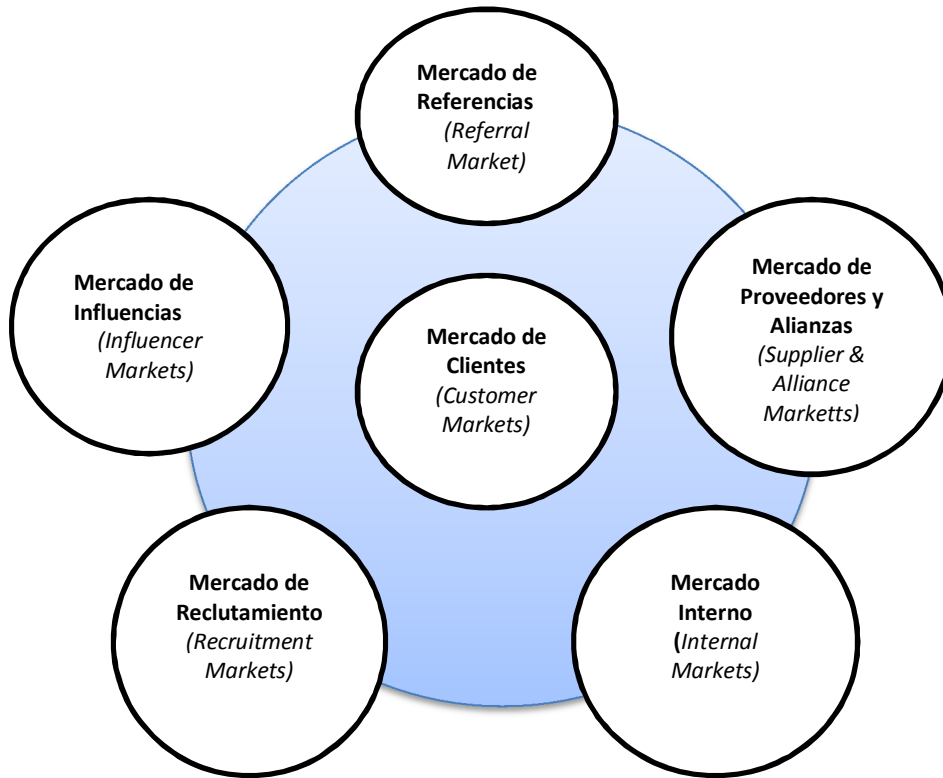 Mercado de
Referencias
(Referral
Market)
Mercado de
Influencias
(Influencer
Markets)
Mercado de
Proveedores y
Alianzas
(Supplier &
Alliance
Marketts)
Mercado de
Clientes
(Customer
Markets)
Mercado de
Reclutamiento
(Recruitment
Markets)
Mercado
Interno
(Internal
Markets)